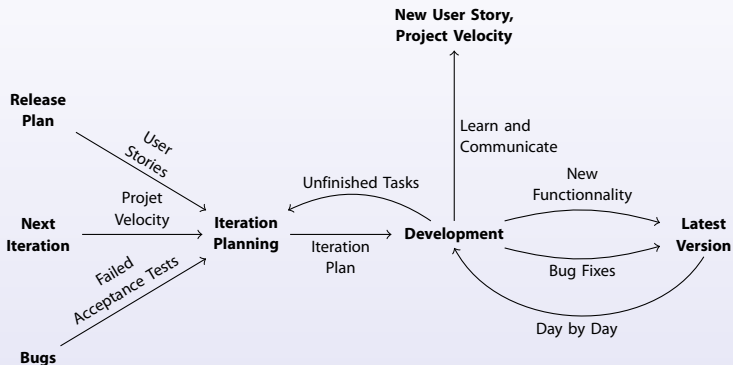 New User Story,
Project Velocity
Release
Plan
User
Stories
Learn and
Communicate
Projet
Velocity
Unfinished Tasks
New
Functionnality
Next
Iteration
Iteration
Planning
Iteration
Plan
Development
Latest
Version
Failed
Acceptance Tests
Bug Fixes
Day by Day
Bugs